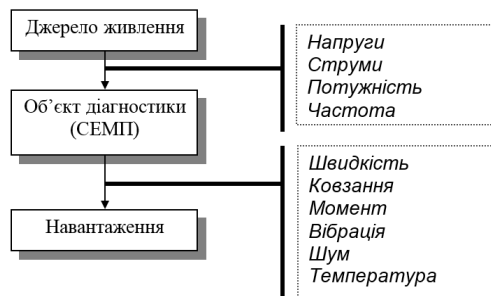 Джерело живлення
Напруги
Струми
Потужність
Частота
Об’єкт діагностики
(СЕМП)
Швидкість
Ковзання
Момент
Вібрація
Шум
Температура
Навантаження